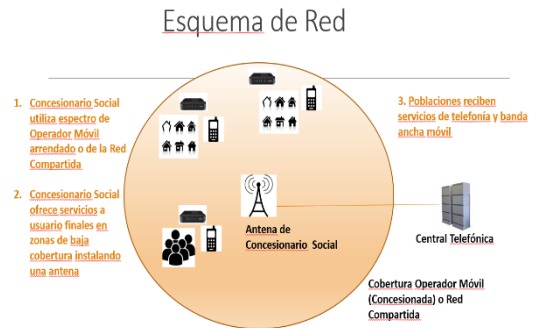 Esquema de Red
1. Concesionario Social
utiliza espectro de
Operador Móvil
arrendado o de la Red
Compartida
2. Concesionario Social
ofrece servicios a
usuario finales en
zonas de baja
cobertura instalando
una antena
3. Poblaciones reciben
servicios de telefonía y banda
ancha móvil
Antena de
Concesionario Social
Central Telefónica
Cobertura Operador Móvil
(Concesionada) o Red
Compartida